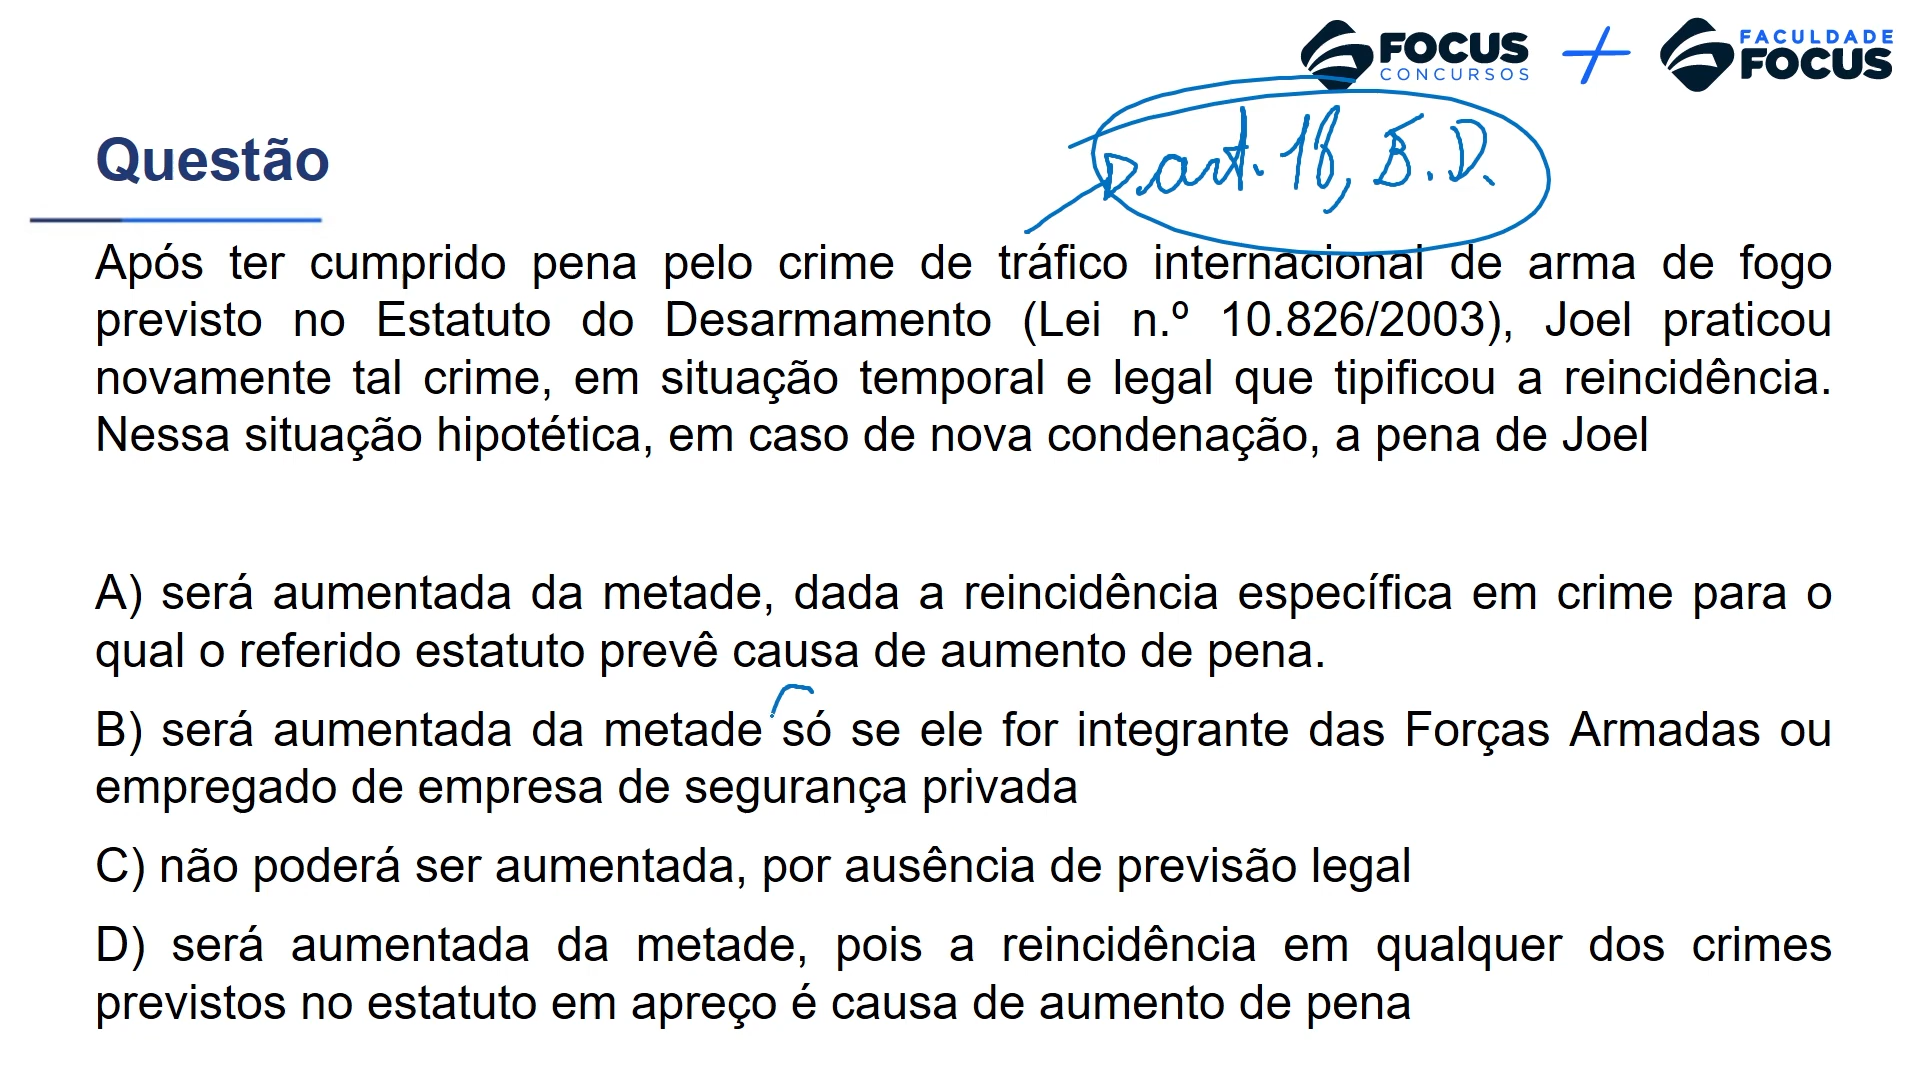 FOCUS
CONCURSOS
FACULDADE
FOCUS
art. 18, E.D.
Questão
Após ter cumprido pena pelo crime de tráfico internacional de arma de fogo
previsto no Estatuto do Desarmamento (Lei n.º 10.826/2003), Joel praticou
novamente tal crime, em situação temporal e legal que tipificou a reincidência.
Nessa situação hipotética, em caso de nova condenação, a pena de Joel
A) será aumentada da metade, dada a reincidência específica em crime para o
qual o referido estatuto prevê causa de aumento de pena.
B) será aumentada da metade só se ele for integrante das Forças Armadas ou
empregado de empresa de segurança privada
C) não poderá ser aumentada, por ausência de previsão legal
D) será aumentada da metade, pois a reincidência em qualquer dos crimes
previstos no estatuto em apreço é causa de aumento de pena